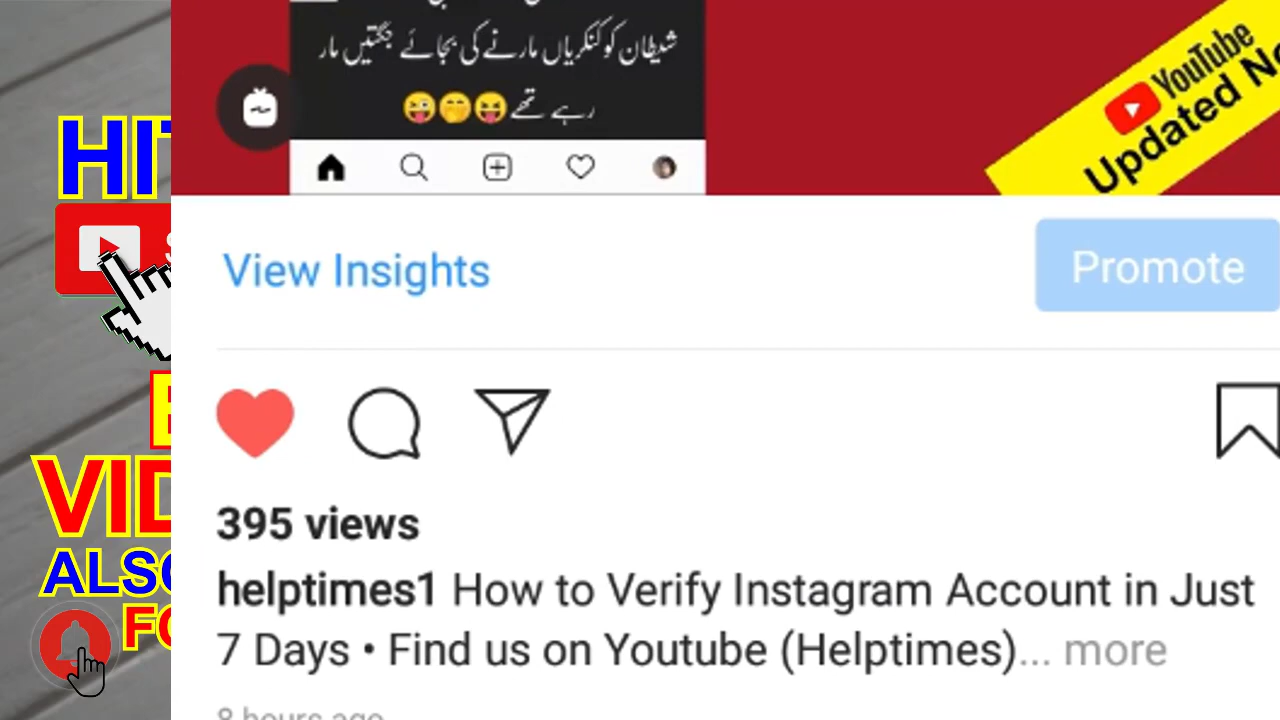 شیطان کو کنکریاں مارنے کی بجائے جگتیں مار
رہے تھے 😝🤭😜
YouTube
Updated
HIT
View Insights
Promote
VID
ALSO
FO
395 views
helptimes1 How to Verify Instagram Account in Just
7 Days • Find us on Youtube (Helptimes)... more
8 hours ago